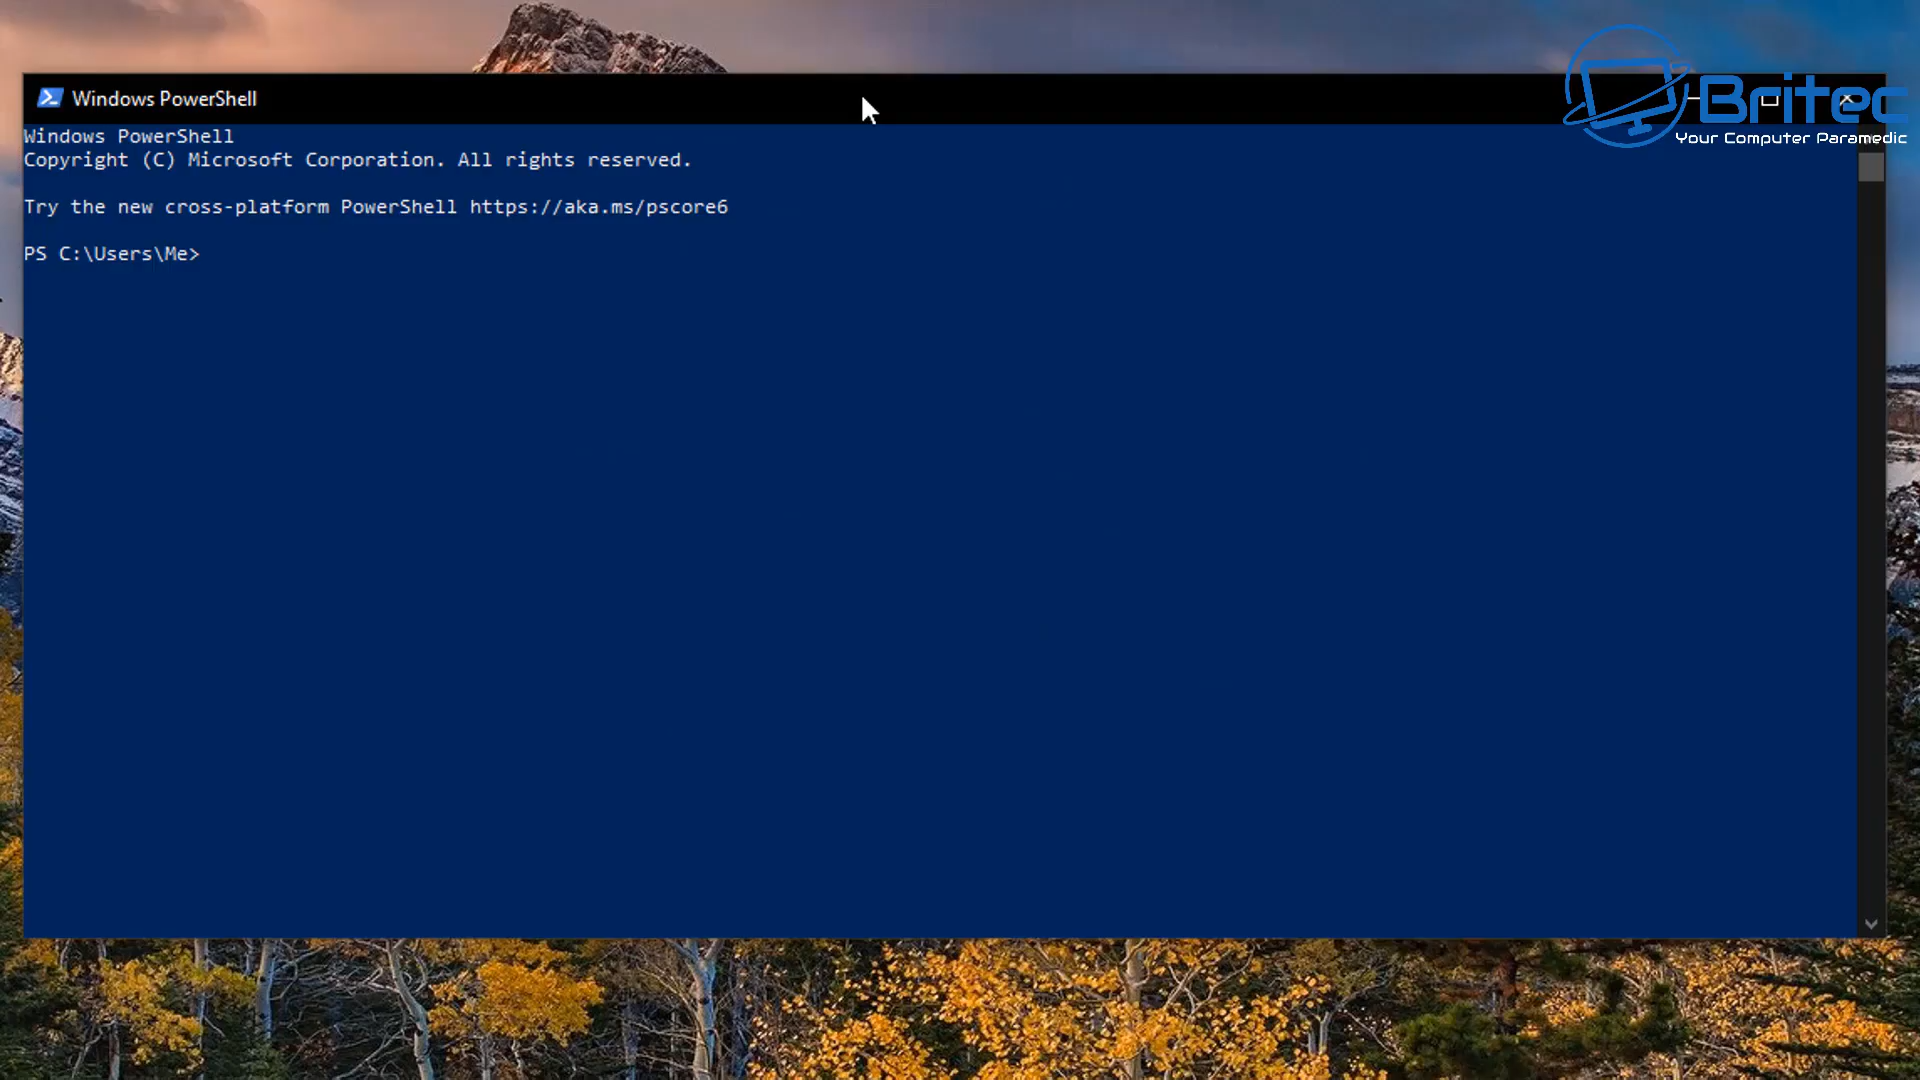 Britec
Your Computer Paramedic
Windows PowerShell
Windows PowerShell
Copyright (C) Microsoft Corporation. All rights reserved.
Try the new cross-platform PowerShell https://aka.ms/pscore6
PS C:\Users\Me>